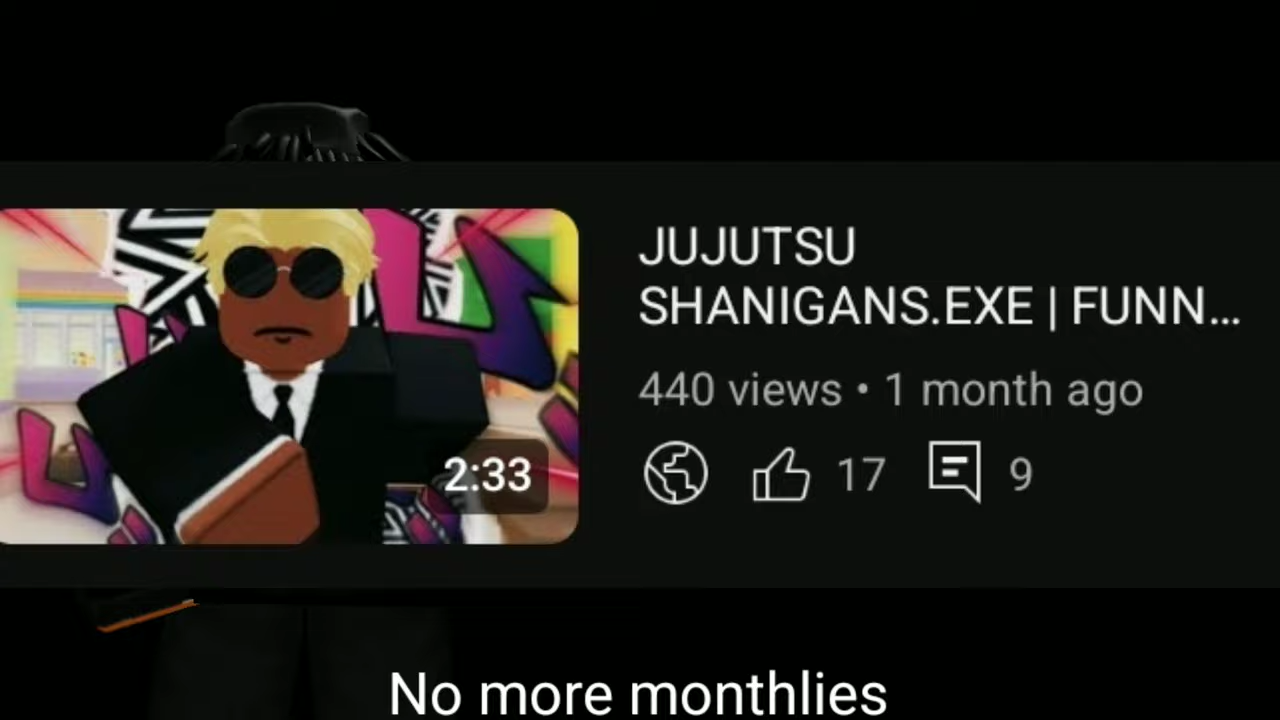 JUJUTSU
SHANIGANS.EXE | FUNN...
440 views • 1 month ago
17
9
2:33
No more monthlies